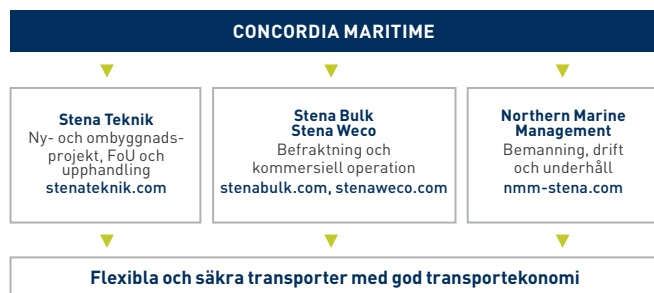 CONCORDIA MARITIME
Stena Teknik
Ny- och ombyggnads-
projekt, FoU och
upphandling
stenateknik.com
Stena Bulk
Stena Weco
Befraktning och
kommersiell operation
stenabulk.com, stenaweco.com
Northern Marine
Management
Bemanning, drift
och underhåll
nmm-stena.com
Flexibla och säkra transporter med god transportekonomi